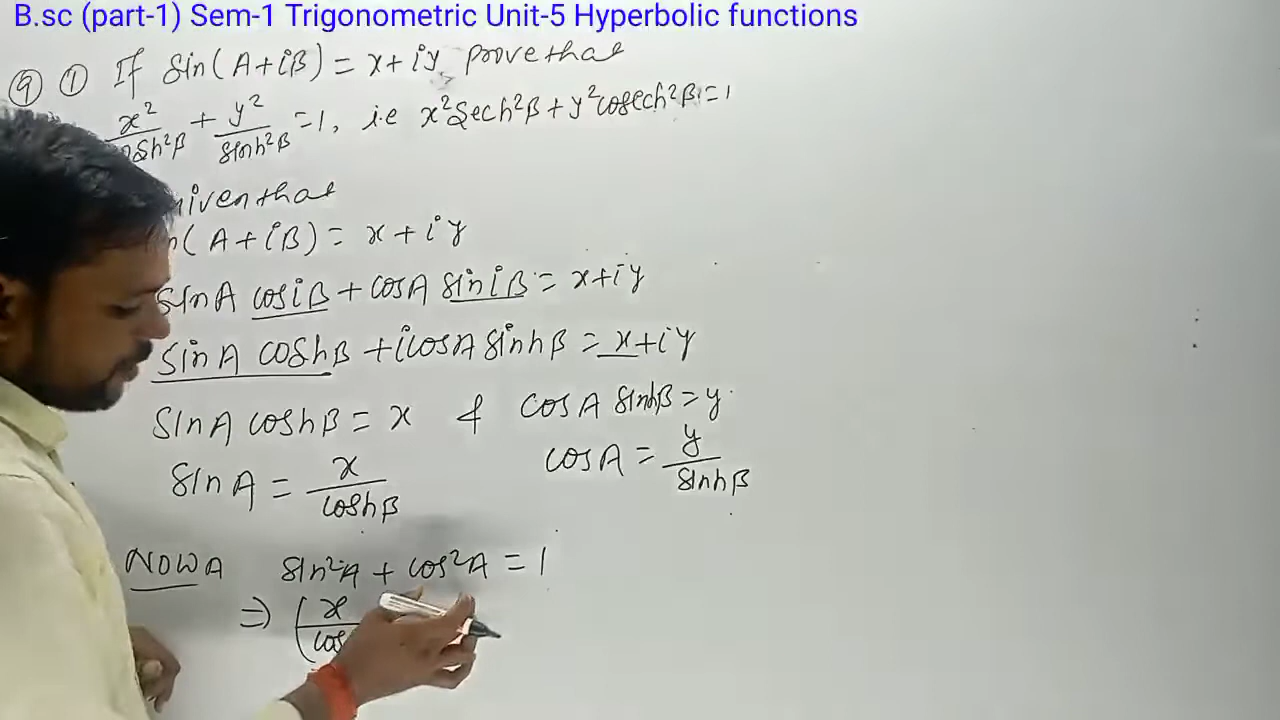 B.sc (part-1) Sem-1 Trigonometric Unit-5 Hyperbolic functions
9 1 If Sin(A+iB) = x+iy prove that
x²/cosh²B + y²/sinh²B = 1, i.e x²Sech²B + y²cosech²B = 1
given that
(A+iB) = x+iy
sinA cosiB + cosA siniB = x+iy
SinA coshB + icosA sinhB = x+iy
SinA coshB = x & cosA sinhB = y
sinA = x/coshB cosA = y/sinhB
NOW A sin²A + cos²A = 1
⇒ (x/cos